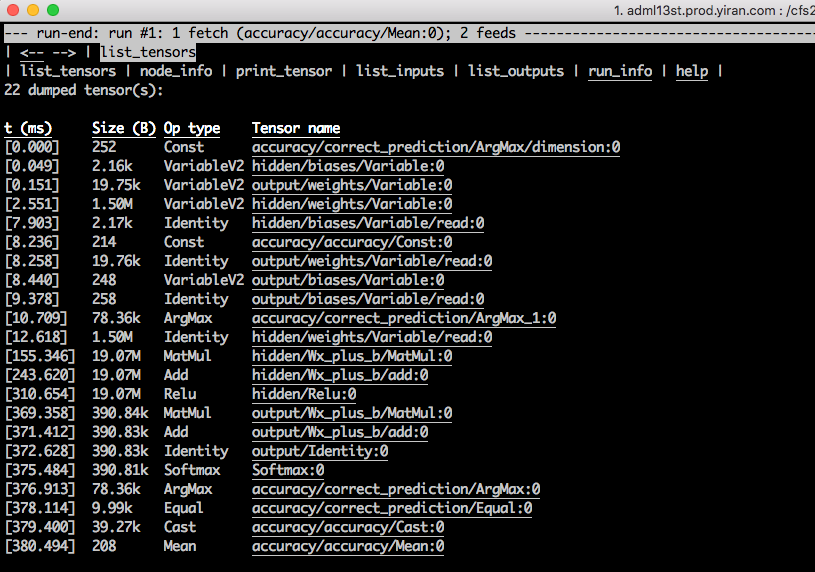 1. adml13st.prod.yiran.com : /cfs2
--- run-end: run #1: 1 fetch (accuracy/accuracy/Mean:0); 2 feeds ------------------------------------
| <-- --> | list_tensors
| list_tensors | node_info | print_tensor | list_inputs | list_outputs | run_info | help |
22 dumped tensor(s):
t (ms) Size (B) Op type Tensor name
[0.000] 252 Const accuracy/correct_prediction/ArgMax/dimension:0
[0.049] 2.16k VariableV2 hidden/biases/Variable:0
[0.151] 19.75k VariableV2 output/weights/Variable:0
[2.551] 1.50M VariableV2 hidden/weights/Variable:0
[7.903] 2.17k Identity hidden/biases/Variable/read:0
[8.236] 214 Const accuracy/accuracy/Const:0
[8.258] 19.76k Identity output/weights/Variable/read:0
[8.440] 248 VariableV2 output/biases/Variable:0
[9.378] 258 Identity output/biases/Variable/read:0
[10.709] 78.36k ArgMax accuracy/correct_prediction/ArgMax_1:0
[12.618] 1.50M Identity hidden/weights/Variable/read:0
[155.346] 19.07M MatMul hidden/Wx_plus_b/MatMul:0
[243.620] 19.07M Add hidden/Wx_plus_b/add:0
[310.654] 19.07M Relu hidden/Relu:0
[369.358] 390.84k MatMul output/Wx_plus_b/MatMul:0
[371.412] 390.83k Add output/Wx_plus_b/add:0
[372.628] 390.83k Identity output/Identity:0
[375.484] 390.81k Softmax Softmax:0
[376.913] 78.36k ArgMax accuracy/correct_prediction/ArgMax:0
[378.114] 9.99k Equal accuracy/correct_prediction/Equal:0
[379.400] 39.27k Cast accuracy/accuracy/Cast:0
[380.494] 208 Mean accuracy/accuracy/Mean:0